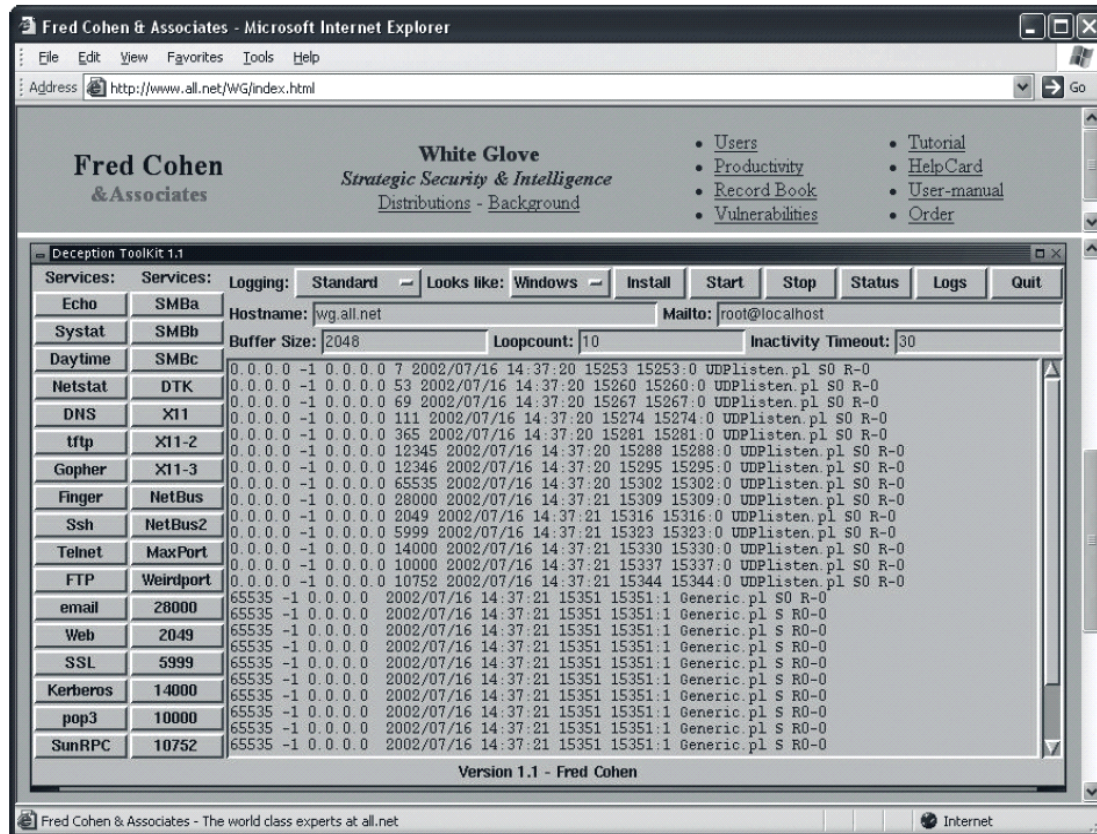 Fred Cohen & Associates - Microsoft Internet Explorer
File Edit View Favorites Tools Help
Address http://www.all.net/WG/index.html Go
Fred Cohen
&Associates
White Glove
Strategic Security & Intelligence
Distributions - Background
• Users
• Productivity
• Record Book
• Vulnerabilities
• Tutorial
• HelpCard
• User-manual
• Order
Deception ToolKit 1.1
Services: Services:
Echo SMBa
Systat SMBb
Daytime SMBc
Netstat DTK
DNS X11
tftp X11-2
Gopher X11-3
Finger NetBus
Ssh NetBus2
Telnet MaxPort
FTP Weirdport
email 28000
Web 2049
SSL 5999
Kerberos 14000
pop3 10000
SunRPC 10752
Logging: Standard Looks like: Windows Install Start Stop Status Logs Quit
Hostname: wg.all.net Mailto: root@localhost
Buffer Size: 2048 Loopcount: 10 Inactivity Timeout: 30
0.0.0.0 -1 0.0.0.0 7 2002/07/16 14:37:20 15253 15253:0 UDPlisten.pl S0 R-0
0.0.0.0 -1 0.0.0.0 53 2002/07/16 14:37:20 15260 15260:0 UDPlisten.pl S0 R-0
0.0.0.0 -1 0.0.0.0 69 2002/07/16 14:37:20 15267 15267:0 UDPlisten.pl S0 R-0
0.0.0.0 -1 0.0.0.0 111 2002/07/16 14:37:20 15274 15274:0 UDPlisten.pl S0 R-0
0.0.0.0 -1 0.0.0.0 365 2002/07/16 14:37:20 15281 15281:0 UDPlisten.pl S0 R-0
0.0.0.0 -1 0.0.0.0 12345 2002/07/16 14:37:20 15288 15288:0 UDPlisten.pl S0 R-0
0.0.0.0 -1 0.0.0.0 12346 2002/07/16 14:37:20 15295 15295:0 UDPlisten.pl S0 R-0
0.0.0.0 -1 0.0.0.0 65535 2002/07/16 14:37:20 15302 15302:0 UDPlisten.pl S0 R-0
0.0.0.0 -1 0.0.0.0 28000 2002/07/16 14:37:21 15309 15309:0 UDPlisten.pl S0 R-0
0.0.0.0 -1 0.0.0.0 2049 2002/07/16 14:37:21 15316 15316:0 UDPlisten.pl S0 R-0
0.0.0.0 -1 0.0.0.0 5999 2002/07/16 14:37:21 15323 15323:0 UDPlisten.pl S0 R-0
0.0.0.0 -1 0.0.0.0 14000 2002/07/16 14:37:21 15330 15330:0 UDPlisten.pl S0 R-0
0.0.0.0 -1 0.0.0.0 10000 2002/07/16 14:37:21 15337 15337:0 UDPlisten.pl S0 R-0
0.0.0.0 -1 0.0.0.0 10752 2002/07/16 14:37:21 15344 15344:0 UDPlisten.pl S0 R-0
65535 -1 0.0.0.0 2002/07/16 14:37:21 15351 15351:1 Generic.pl S0 R-0
65535 -1 0.0.0.0 2002/07/16 14:37:21 15351 15351:1 Generic.pl S R0-0
65535 -1 0.0.0.0 2002/07/16 14:37:21 15351 15351:1 Generic.pl S R0-0
65535 -1 0.0.0.0 2002/07/16 14:37:21 15351 15351:1 Generic.pl S R0-0
65535 -1 0.0.0.0 2002/07/16 14:37:21 15351 15351:1 Generic.pl S R0-0
65535 -1 0.0.0.0 2002/07/16 14:37:21 15351 15351:1 Generic.pl S R0-0
65535 -1 0.0.0.0 2002/07/16 14:37:21 15351 15351:1 Generic.pl S R0-0
65535 -1 0.0.0.0 2002/07/16 14:37:21 15351 15351:1 Generic.pl S R0-0
65535 -1 0.0.0.0 2002/07/16 14:37:21 15351 15351:1 Generic.pl S R0-0
65535 -1 0.0.0.0 2002/07/16 14:37:21 15351 15351:1 Generic.pl S R0-0
Version 1.1 - Fred Cohen
Fred Cohen & Associates - The world class experts at all.net Internet